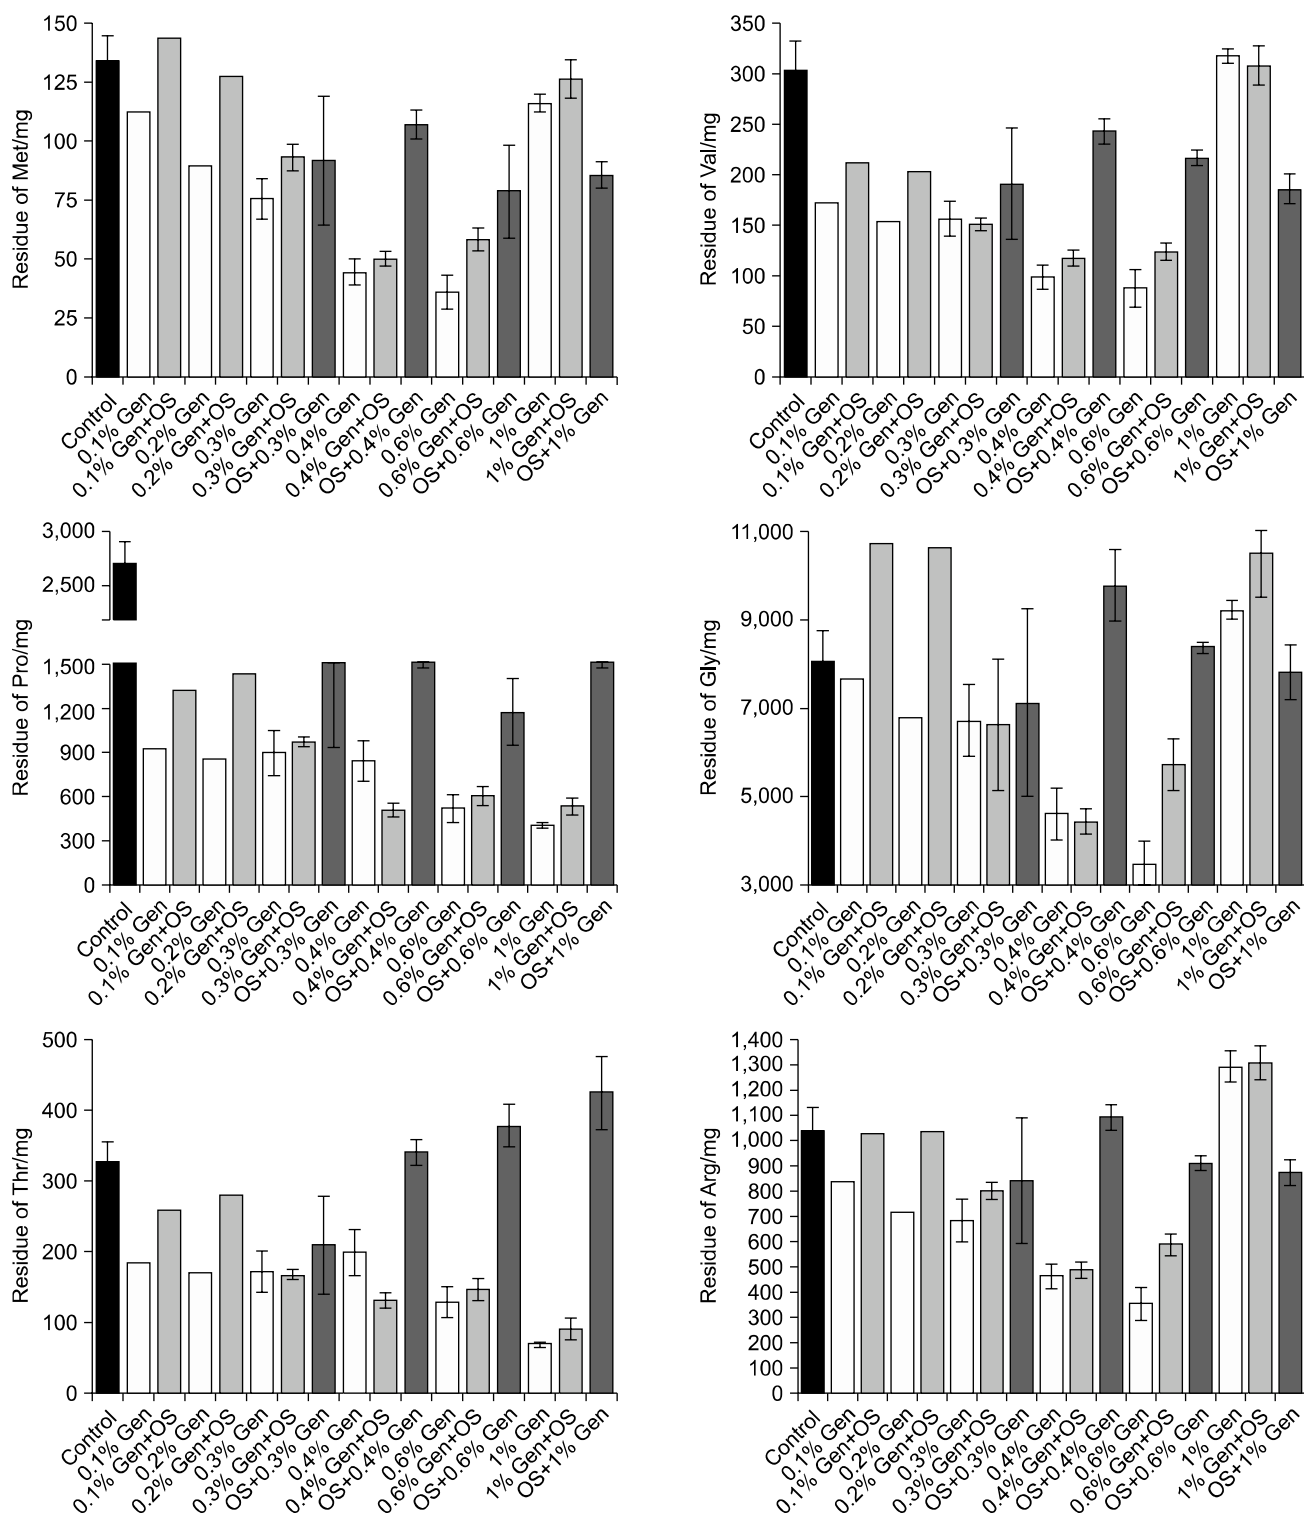 Residue of Met/mg
150
125
100
75
50
25
0
Control
0.1% Gen
0.1% Gen+OS
0.2% Gen
0.2% Gen+OS
0.3% Gen
0.3% Gen+OS
OS+0.3% Gen
0.4% Gen
0.4% Gen+OS
OS+0.4% Gen
0.6% Gen
0.6% Gen+OS
OS+0.6% Gen
1% Gen
1% Gen+OS
OS+1% Gen
Residue of Val/mg
350
300
250
200
150
100
50
0
Control
0.1% Gen
0.1% Gen+OS
0.2% Gen
0.2% Gen+OS
0.3% Gen
0.3% Gen+OS
OS+0.3% Gen
0.4% Gen
0.4% Gen+OS
OS+0.4% Gen
0.6% Gen
0.6% Gen+OS
OS+0.6% Gen
1% Gen
1% Gen+OS
OS+1% Gen
Residue of Pro/mg
3,000
2,500
1,500
1,200
900
600
300
0
Control
0.1% Gen
0.1% Gen+OS
0.2% Gen
0.2% Gen+OS
0.3% Gen
0.3% Gen+OS
OS+0.3% Gen
0.4% Gen
0.4% Gen+OS
OS+0.4% Gen
0.6% Gen
0.6% Gen+OS
OS+0.6% Gen
1% Gen
1% Gen+OS
OS+1% Gen
Residue of Gly/mg
11,000
9,000
7,000
5,000
3,000
Control
0.1% Gen
0.1% Gen+OS
0.2% Gen
0.2% Gen+OS
0.3% Gen
0.3% Gen+OS
OS+0.3% Gen
0.4% Gen
0.4% Gen+OS
OS+0.4% Gen
0.6% Gen
0.6% Gen+OS
OS+0.6% Gen
1% Gen
1% Gen+OS
OS+1% Gen
Residue of Thr/mg
500
400
300
200
100
0
Control
0.1% Gen
0.1% Gen+OS
0.2% Gen
0.2% Gen+OS
0.3% Gen
0.3% Gen+OS
OS+0.3% Gen
0.4% Gen
0.4% Gen+OS
OS+0.4% Gen
0.6% Gen
0.6% Gen+OS
OS+0.6% Gen
1% Gen
1% Gen+OS
OS+1% Gen
Residue of Arg/mg
1,400
1,300
1,200
1,100
1,000
900
800
700
600
500
400
300
200
100
0
Control
0.1% Gen
0.1% Gen+OS
0.2% Gen
0.2% Gen+OS
0.3% Gen
0.3% Gen+OS
OS+0.3% Gen
0.4% Gen
0.4% Gen+OS
OS+0.4% Gen
0.6% Gen
0.6% Gen+OS
OS+0.6% Gen
1% Gen
1% Gen+OS
OS+1% Gen